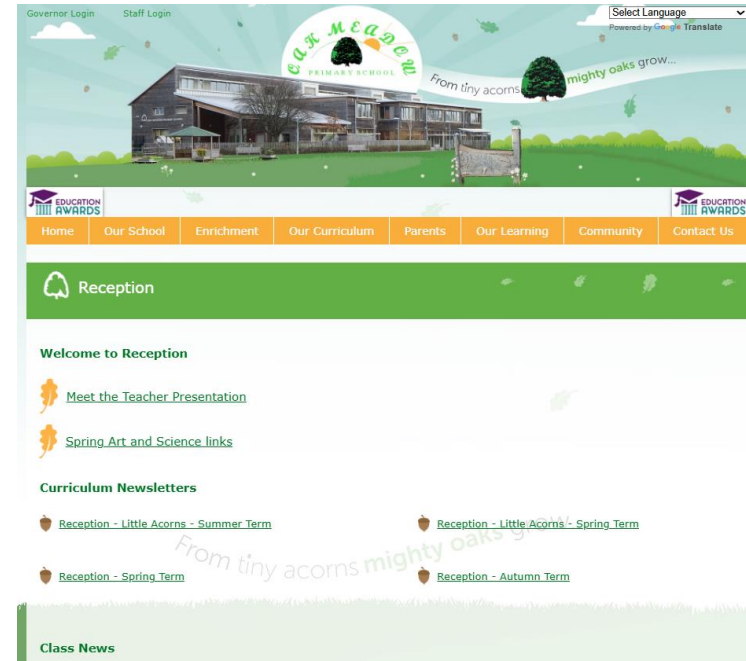 Governor Login Staff Login
Select Language
Powered by Google Translate
OAK MEADOW
PRIMARY SCHOOL
From tiny acorns mighty oaks grow...
EDUCATION AWARDS
EDUCATION AWARDS
Home Our School Enrichment Our Curriculum Parents Our Learning Community Contact Us
Reception
Welcome to Reception
Meet the Teacher Presentation
Spring Art and Science links
Curriculum Newsletters
Reception - Little Acorns - Summer Term
Reception - Little Acorns - Spring Term
From tiny acorns mighty oaks grow
Reception - Spring Term
Reception - Autumn Term
Class News